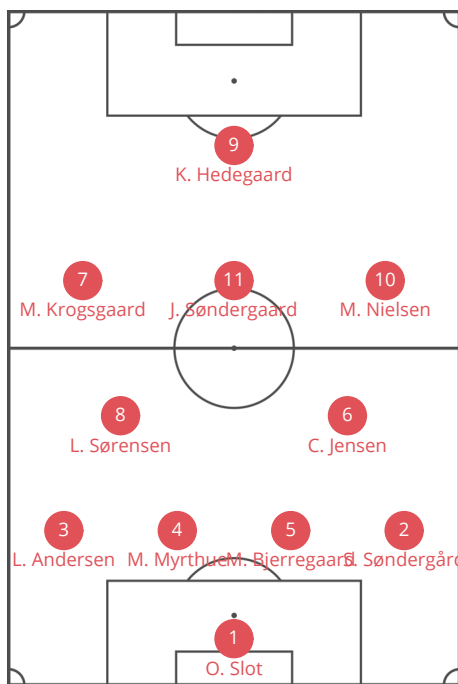 9
K. Hedegaard
7
11
10
M. Krogsgaard
J. Søndergaard
M. Nielsen
8
6
L. Sørensen
C. Jensen
3
4
5
2
L. Andersen
M. Myrthue
M. Bjerregaard
S. Søndergård
1
O. Slot